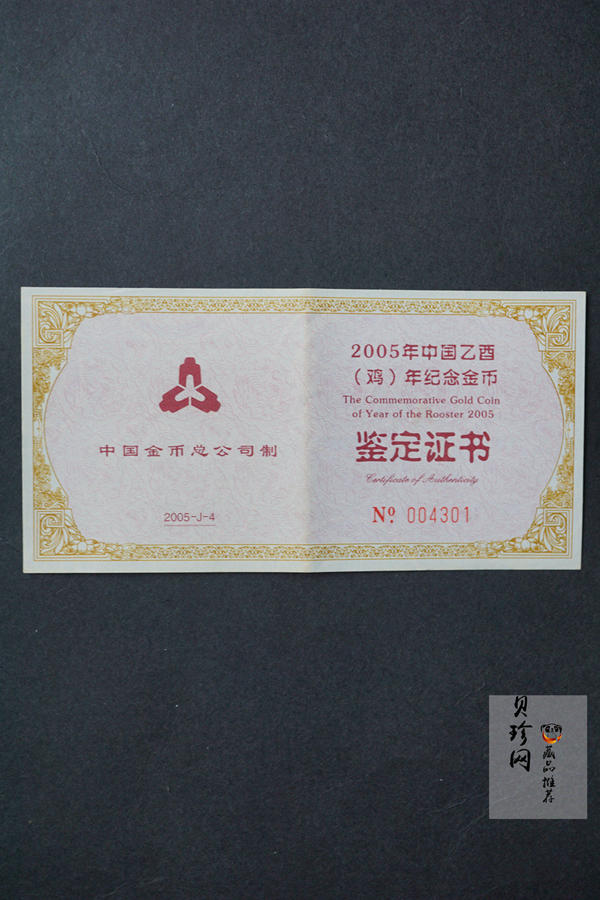 中国金币总公司制
2005-J-4
2005年中国乙酉
（鸡）年纪念金币
The Commemorative Gold Coin
of Year of the Rooster 2005
鉴定证书
Certificate of Authenticity
Nº 004301
贝珍网
藏品推荐